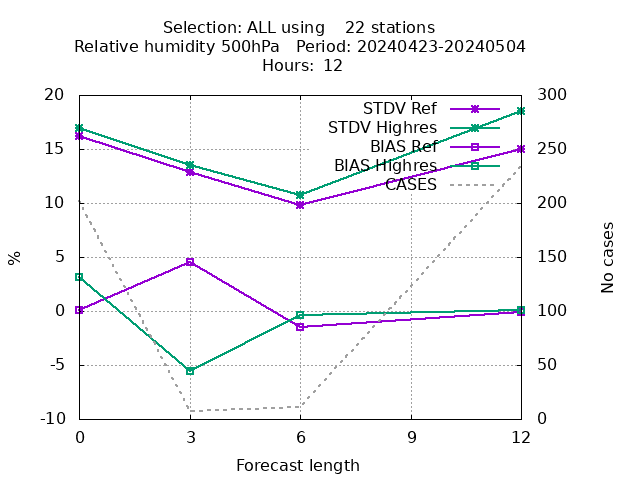 Selection: ALL using    22 stations
Relative humidity 500hPa   Period: 20240423-20240504
Hours:  12
20
15
10
5
0
-5
-10
%
300
250
200
150
100
50
0
No cases
STDV Ref
STDV Highres
BIAS Ref
BIAS Highres
CASES
0 3 6 9 12
Forecast length